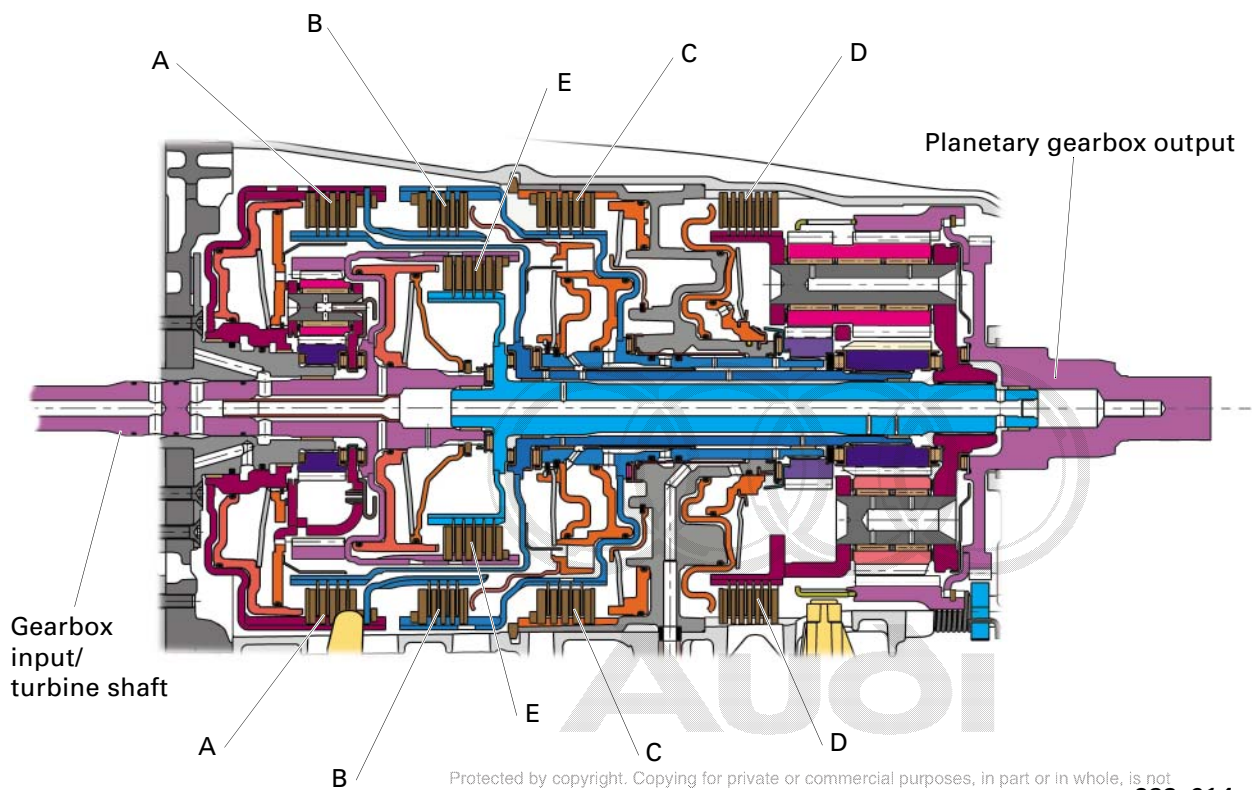 B
A
C
D
E
Planetary gearbox output
Gearbox
input/
turbine shaft
Audi
E
D
A
C
B
Protected by copyright. Copying for private or commercial purposes, in part or in whole, is not